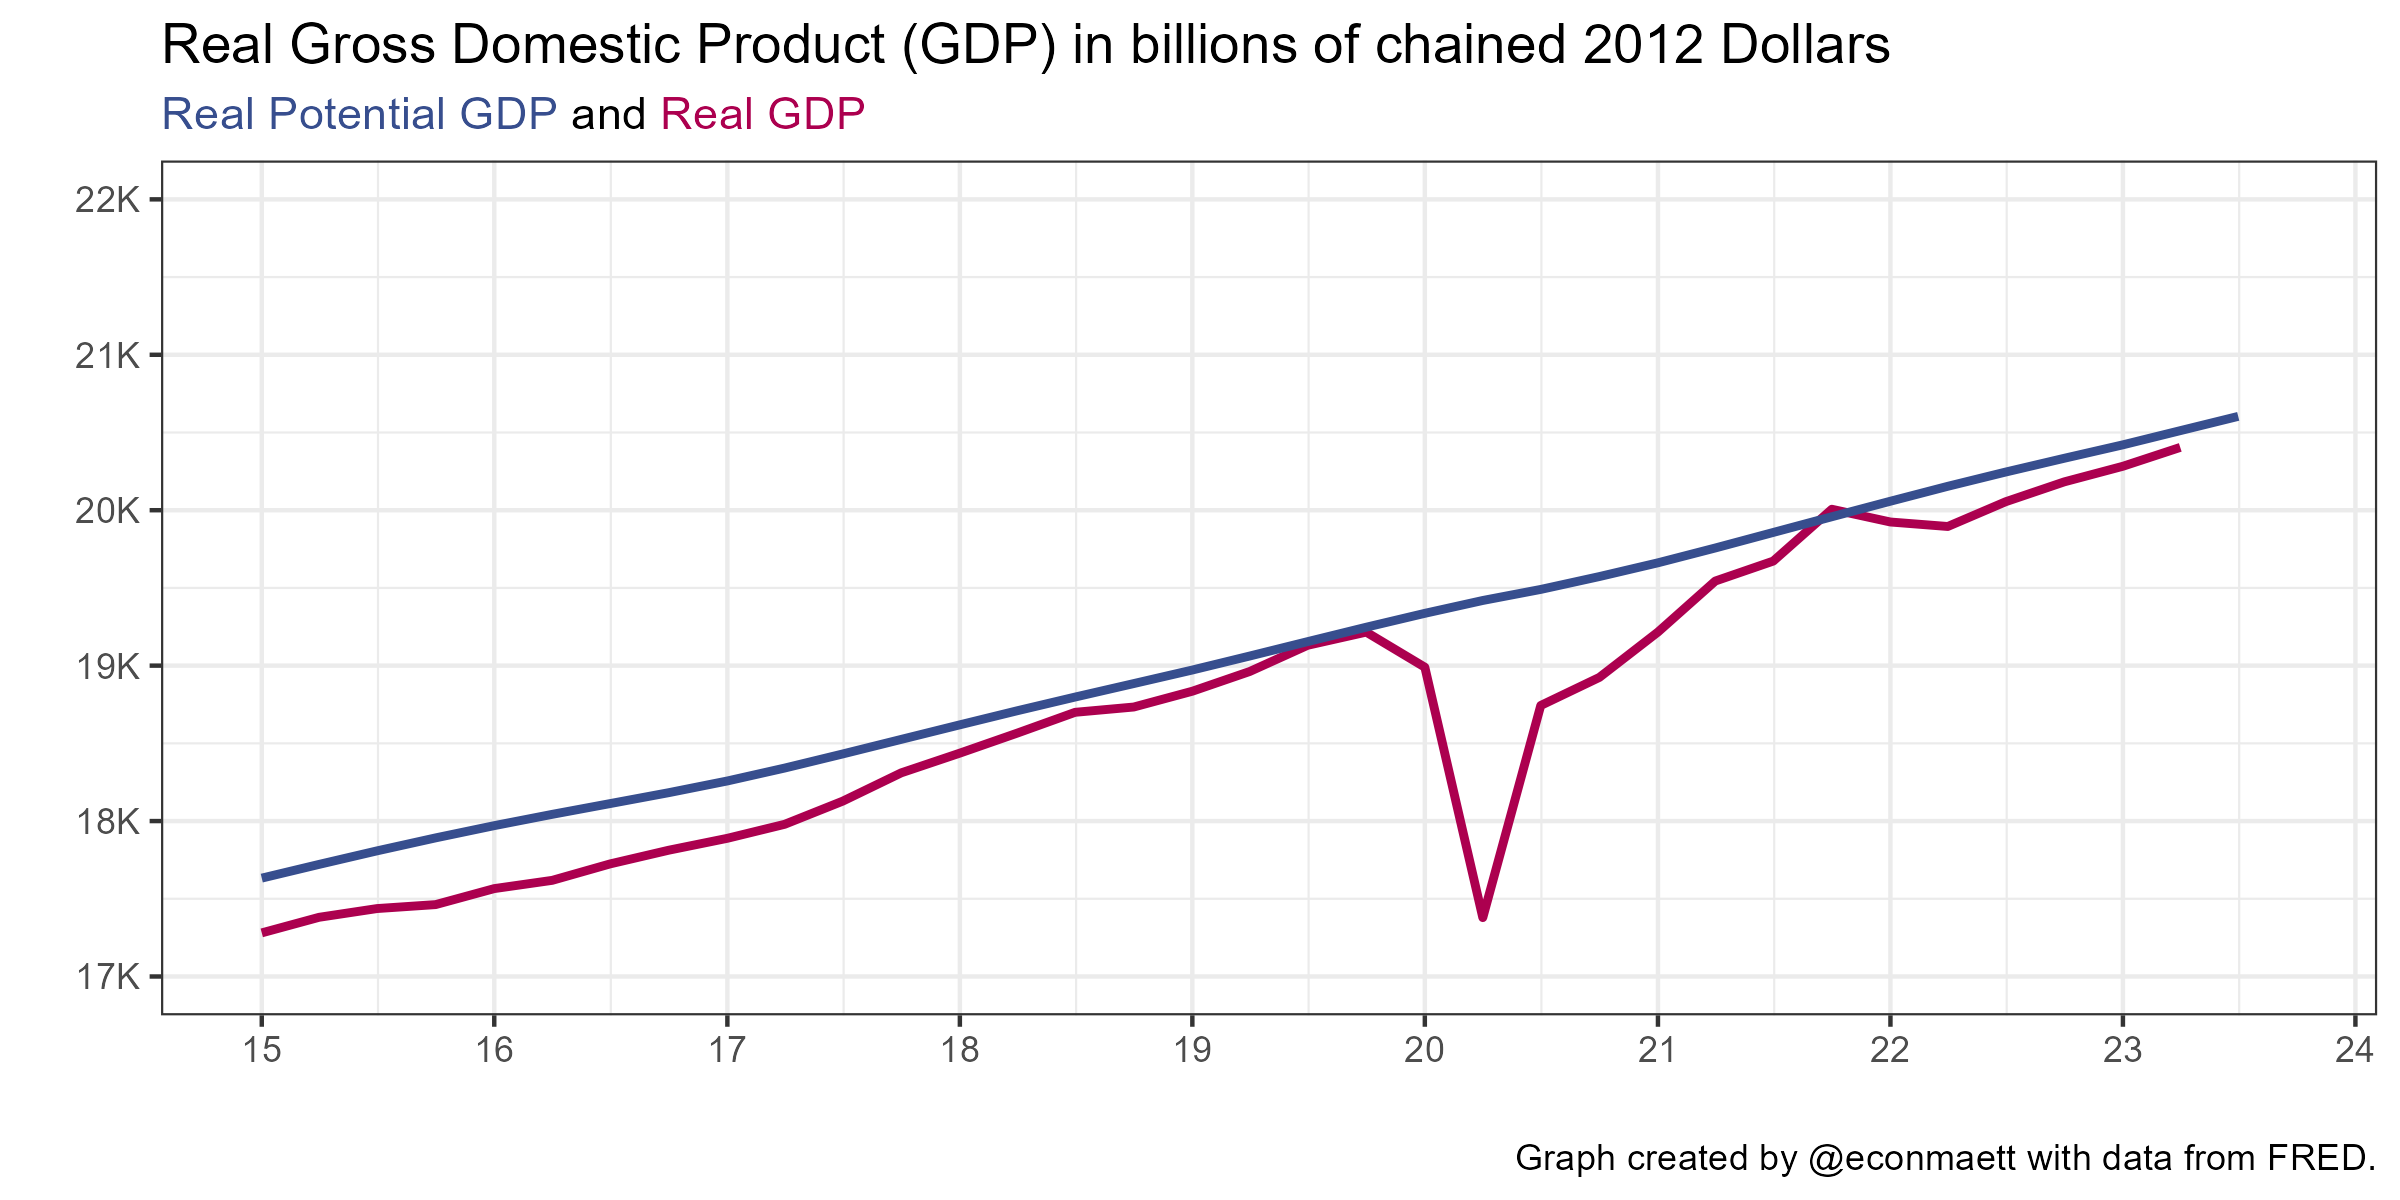 Real Gross Domestic Product (GDP) in billions of chained 2012 Dollars
Real Potential GDP and Real GDP
22K
21K
20K
19K
18K
17K
15 16 17 18 19 20 21 22 23 24
Graph created by @econmaett with data from FRED.